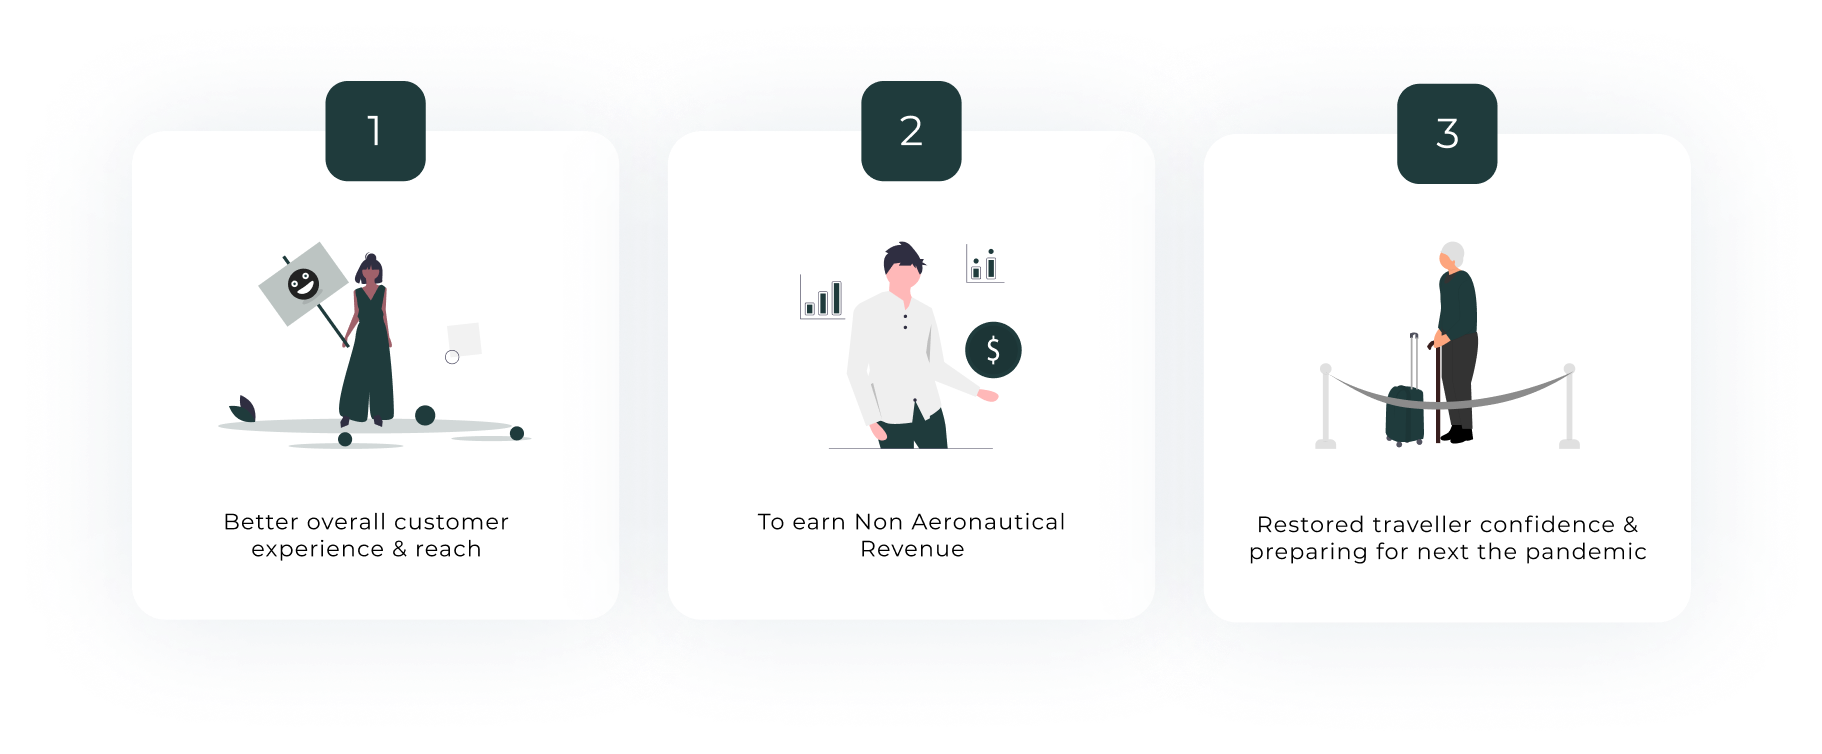 1
Better overall customer
experience & reach
2
$
To earn Non Aeronautical
Revenue
3
Restored traveller confidence &
preparing for next the pandemic